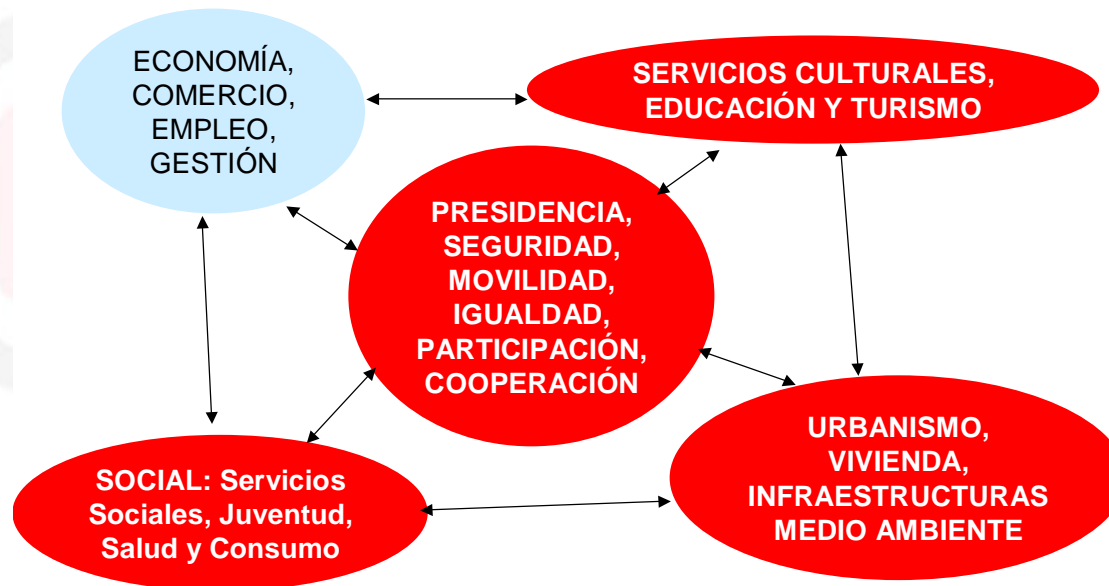 ECONOMÍA,
COMERCIO,
EMPLEO,
GESTIÓN
SERVICIOS CULTURALES,
EDUCACIÓN Y TURISMO
PRESIDENCIA,
SEGURIDAD,
MOVILIDAD,
IGUALDAD,
PARTICIPACIÓN,
COOPERACIÓN
SOCIAL: Servicios
Sociales, Juventud,
Salud y Consumo
URBANISMO,
VIVIENDA,
INFRAESTRUCTURAS
MEDIO AMBIENTE